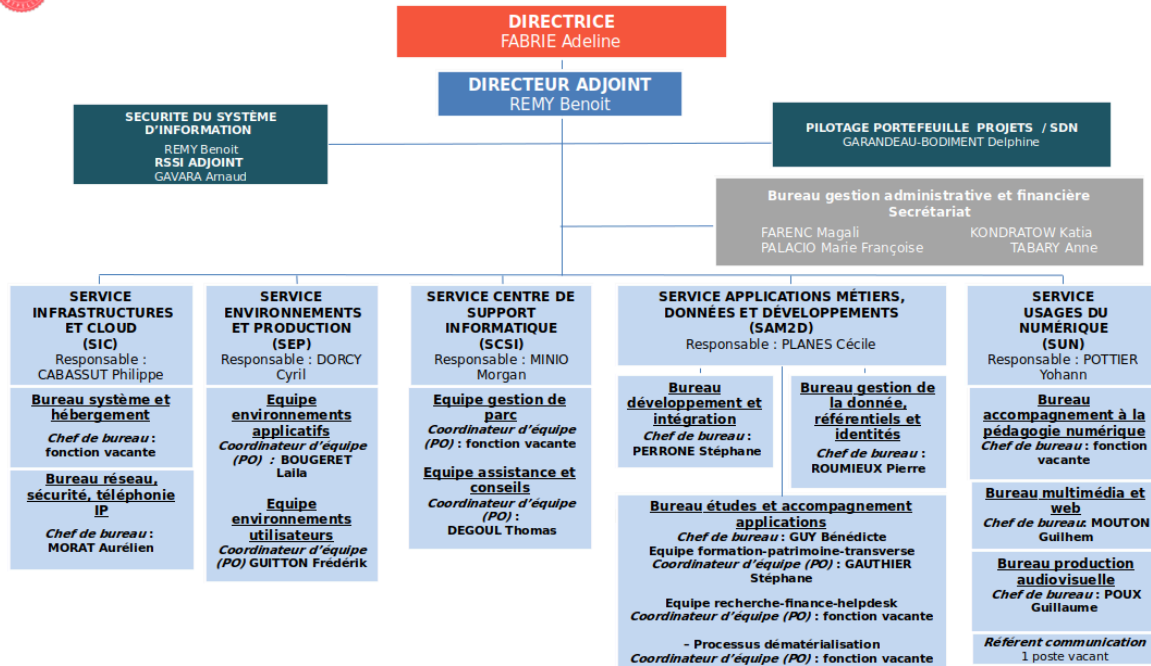 DIRECTRICE
FABRIE Adeline
DIRECTEUR ADJOINT
REMY Benoit
SECURITE DU SYSTÈME
D'INFORMATION
REMY Benoit
RSSI ADJOINT
GAVARA Arnaud
PILOTAGE PORTEFEUILLE PROJETS / SDN
GARANDEAU-BODIMENT Delphine
Bureau gestion administrative et financière
Secrétariat
FARENC Magali KONDRATOW Katia
PALACIO Marie Françoise TABARY Anne
SERVICE
INFRASTRUCTURES
ET CLOUD
(SIC)
Responsable :
CABASSUT Philippe
Bureau système et
hébergement
Chef de bureau :
fonction vacante
Bureau réseau,
sécurité, téléphonie
IP
Chef de bureau :
MORAT Aurélien
SERVICE
ENVIRONNEMENTS
ET PRODUCTION
(SEP)
Responsable : DORCY
Cyril
Equipe
environnements
applicatifs
Coordinateur d'équipe
(PO) : BOUGERET
Laila
Equipe
environnements
utilisateurs
Coordinateur d'équipe
(PO) GUITTON Frédérik
SERVICE CENTRE DE
SUPPORT
INFORMATIQUE
(SCSI)
Responsable : MINIO
Morgan
Equipe gestion de
parc
Coordinateur d'équipe
(PO) : fonction vacante
Equipe assistance et
conseils
Coordinateur d'équipe
(PO) :
DEGOUL Thomas
SERVICE APPLICATIONS MÉTIERS,
DONNÉES ET DÉVELOPPEMENTS
(SAM2D)
Responsable : PLANES Cécile
Bureau
développement et
intégration
Chef de bureau :
PERRONE Stéphane
Bureau gestion de
la donnée,
référentiels et
identités
Chef de bureau :
ROUMIEUX Pierre
Bureau études et accompagnement
applications
Chef de bureau : GUY Bénédicte
Equipe formation-patrimoine-transverse
Coordinateur d'équipe (PO) : GAUTHIER
Stéphane
Equipe recherche-finance-helpdesk
Coordinateur d'équipe (PO) : fonction vacante
– Processus dématérialisation
Coordinateur d'équipe (PO) : fonction vacante
SERVICE
USAGES DU
NUMÉRIQUE
(SUN)
Responsable : POTTIER
Yohann
Bureau
accompagnement à la
pédagogie numérique
Chef de bureau : fonction
vacante
Bureau multimédia et
web
Chef de bureau: MOUTON
Guilhem
Bureau production
audiovisuelle
Chef de bureau : POUX
Guillaume
Référent communication
1 poste vacant